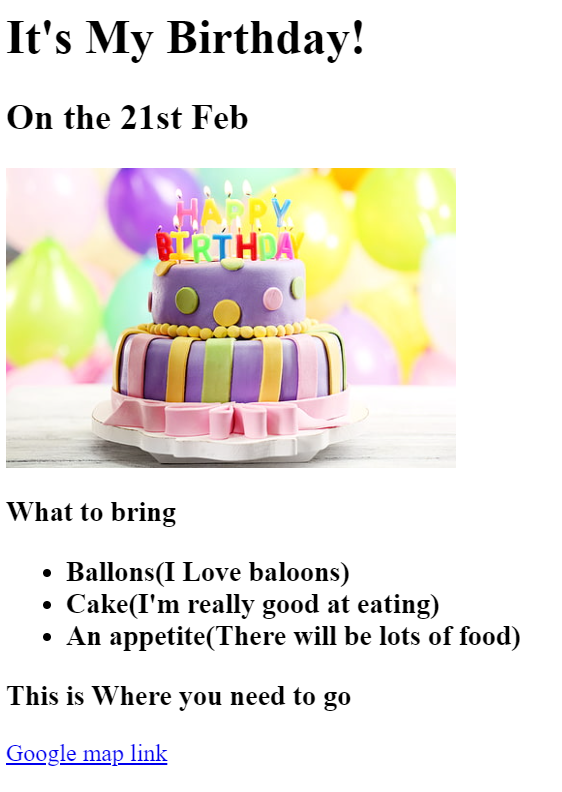 It's My Birthday!
On the 21st Feb
HAPPY
BIRTHDAY
What to bring
Ballons(I Love baloons)
Cake(I'm really good at eating)
An appetite(There will be lots of food)
This is Where you need to go
Google map link